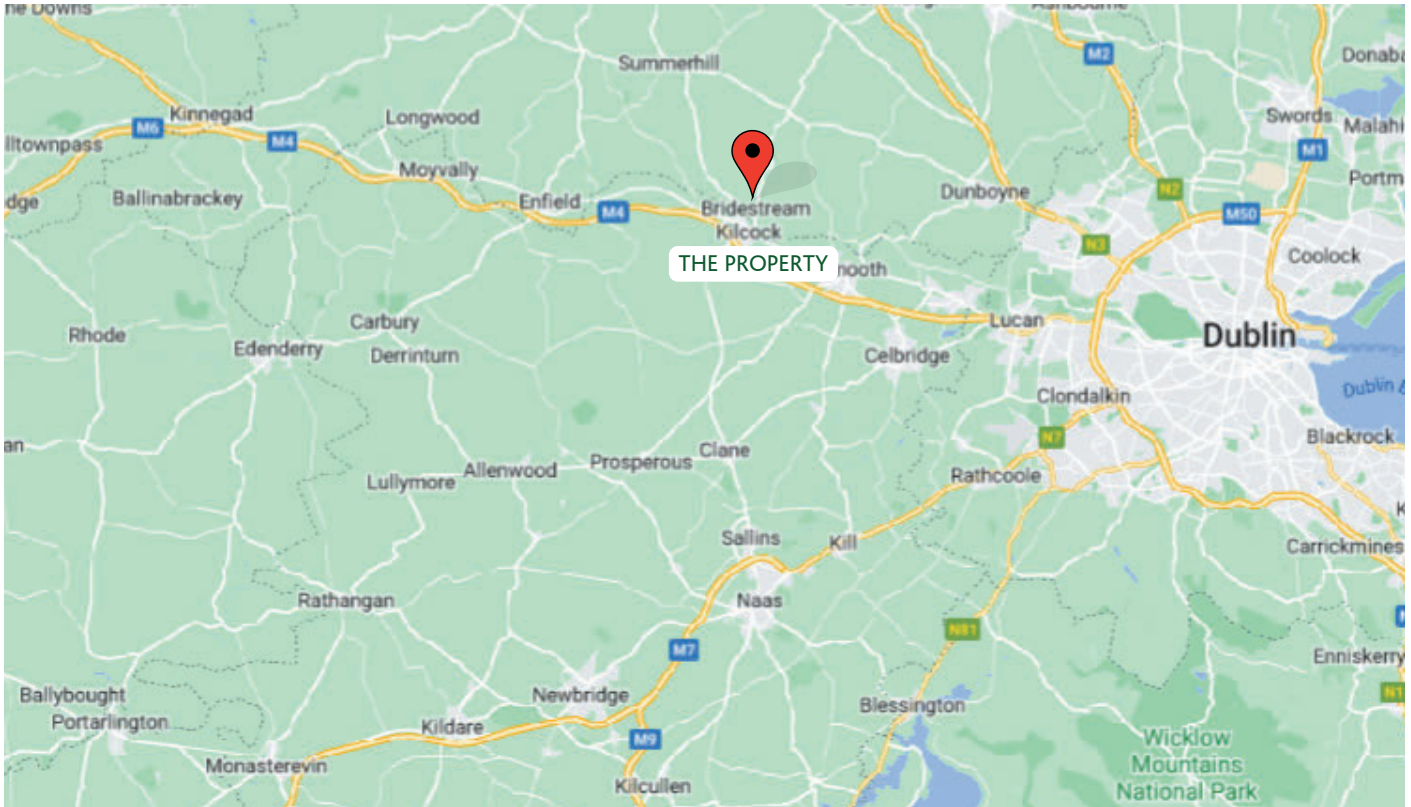 ne Downs
Ashbourne
Summerhill
M2
Donaba
Kinnegad
Longwood
Swords
M6
M4
Malahi
lltownpass
M1
Moyvally
Portm
Ballinabrackey
Dunboyne
N2
dge
Enfield
M4
Bridestream
M50
Kilcock
N3
Coolock
THE PROPERTY
nooth
Rhode
Carbury
Lucan
Dublin
Edenderry
Derrinturn
Celbridge
Dublin
Clondalkin
an
N7
Blackrock
Clane
Prosperous
Allenwood
Lullymore
Rathcoole
Sallins
Kill
Carrickmines
Rathangan
Naas
N81
M7
Enniskerry
Ballybought
Newbridge
N1
Portarlington
Kildare
Blessington
M9
Wicklow
Mountains
National Park
Monasterevin
Kilcullen